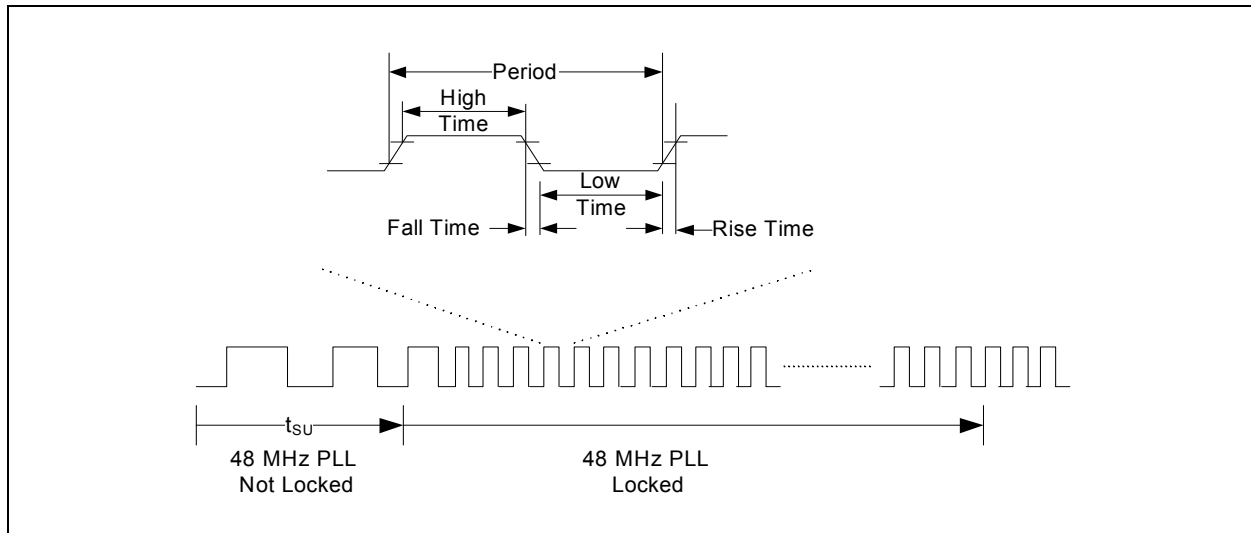 Period
High
Time
Low
Time
Fall Time
Rise Time
tSU
48 MHz PLL
Not Locked
48 MHz PLL
Locked